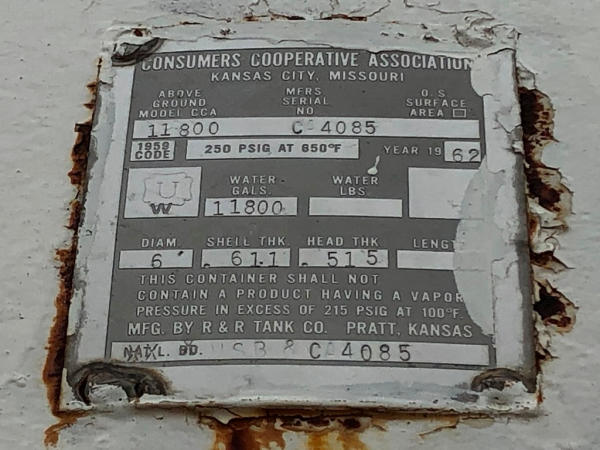 CONSUMERS COOPERATIVE ASSOCIATION
KANSAS CITY, MISSOURI
ABOVE GROUND MODEL CCA
MFRS SERIAL NO
O.S. SURFACE AREA
11800 C 4085
1959 CODE 250 PSIG AT 650°F YEAR 1962
U
W
WATER GALS. 11800
WATER LBS.
DIAM. SHELL THK. HEAD THK LENGT
6' .611 .515
THIS CONTAINER SHALL NOT
CONTAIN A PRODUCT HAVING A VAPOR
PRESSURE IN EXCESS OF 215 PSIG AT 100°F.
MFG. BY R & R TANK CO. PRATT, KANSAS
NAT'L. BD. C 4085